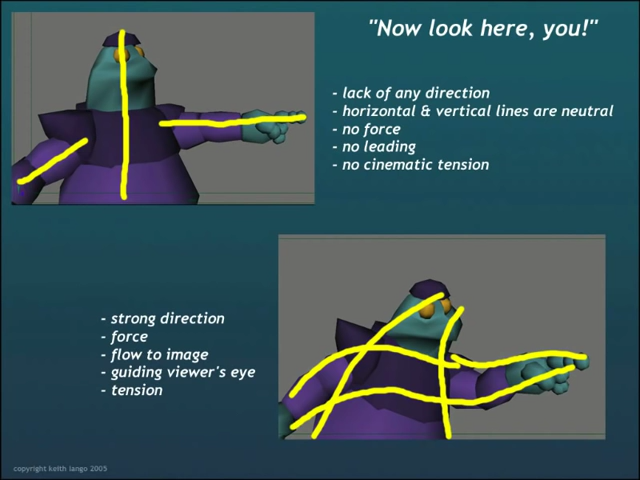 "Now look here, you!"
- lack of any direction
- horizontal & vertical lines are neutral
- no force
- no leading
- no cinematic tension
- strong direction
- force
- flow to image
- guiding viewer's eye
- tension
copyright keith lango 2005